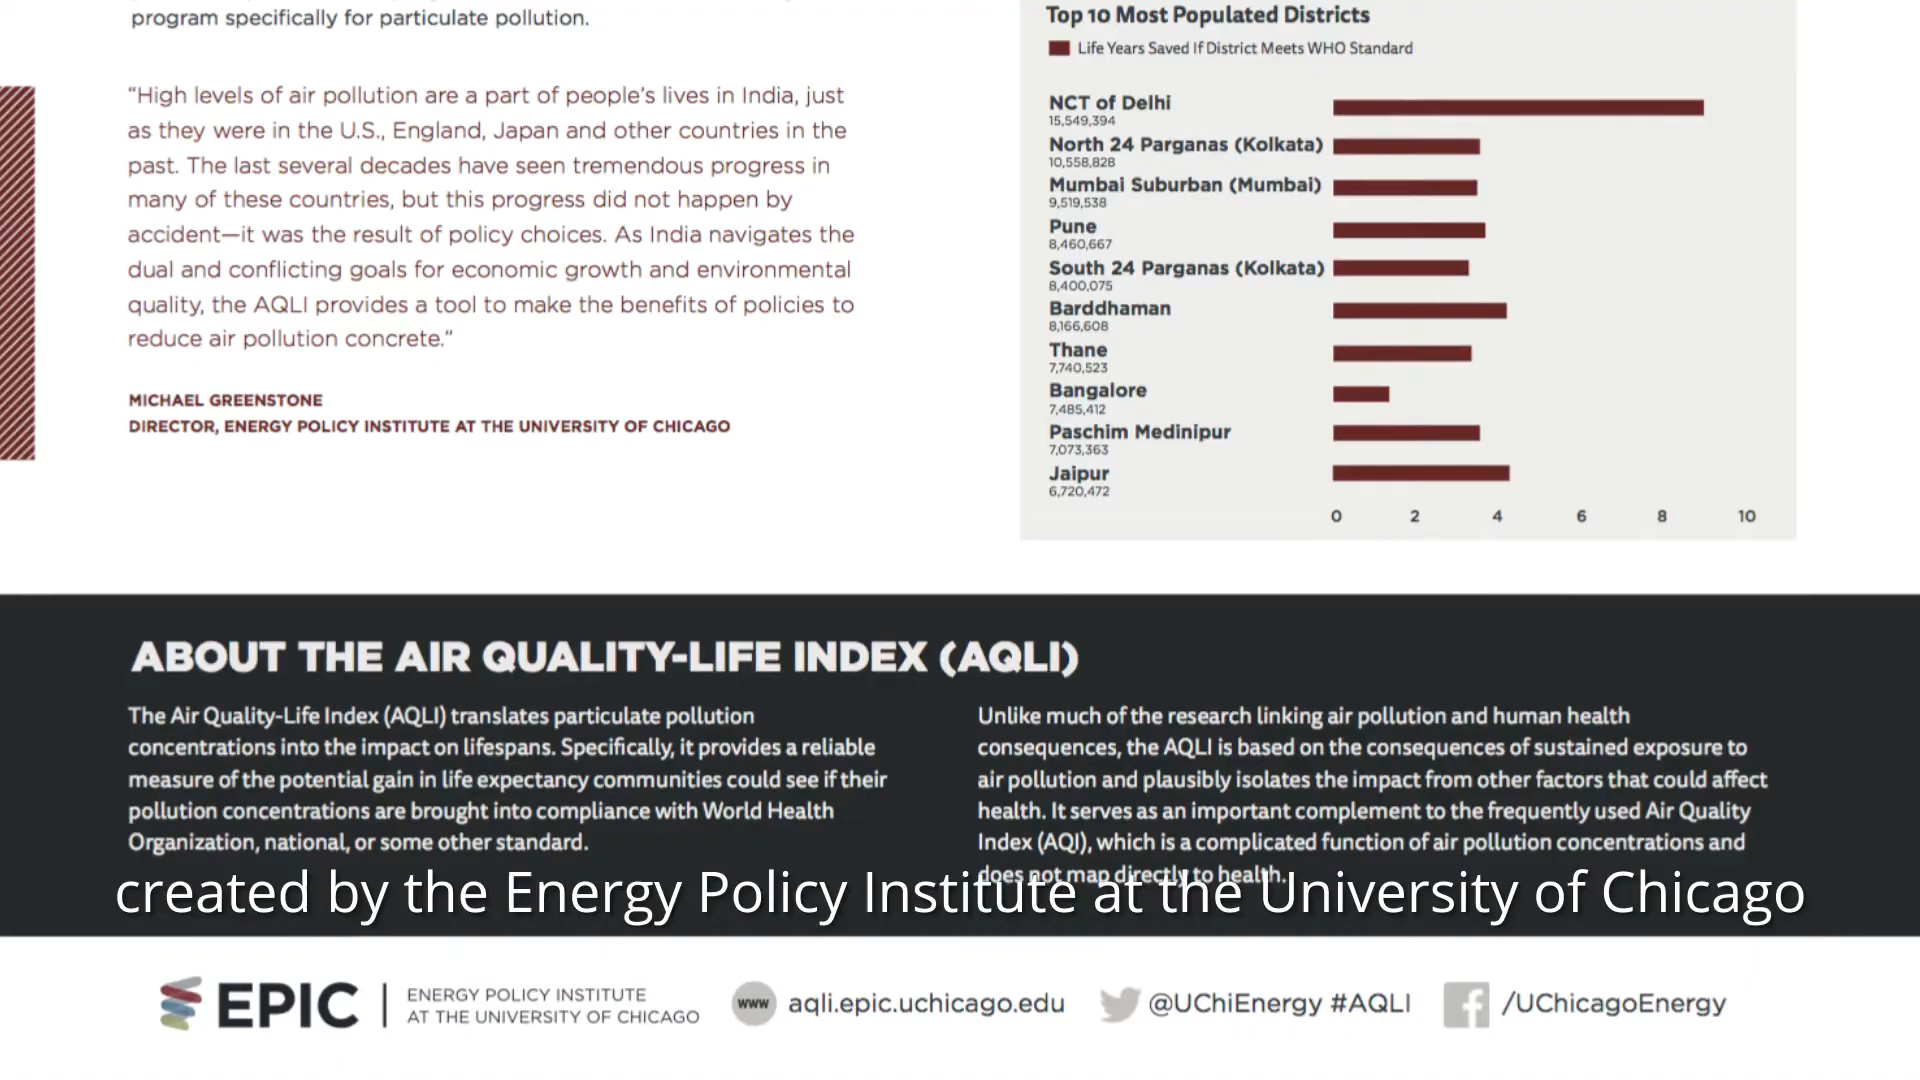 program specifically for particulate pollution.
“High levels of air pollution are a part of people’s lives in India, just
as they were in the U.S., England, Japan and other countries in the
past. The last several decades have seen tremendous progress in
many of these countries, but this progress did not happen by
accident—it was the result of policy choices. As India navigates the
dual and conflicting goals for economic growth and environmental
quality, the AQLI provides a tool to make the benefits of policies to
reduce air pollution concrete.”
MICHAEL GREENSTONE
DIRECTOR, ENERGY POLICY INSTITUTE AT THE UNIVERSITY OF CHICAGO
Top 10 Most Populated Districts
Life Years Saved If District Meets WHO Standard
NCT of Delhi
15,549,394
North 24 Parganas (Kolkata)
10,558,828
Mumbai Suburban (Mumbai)
9,519,538
Pune
8,460,667
South 24 Parganas (Kolkata)
8,400,075
Barddhaman
8,166,608
Thane
7,740,523
Bangalore
7,485,412
Paschim Medinipur
7,073,363
Jaipur
6,720,472
0 2 4 6 8 10
ABOUT THE AIR QUALITY-LIFE INDEX (AQLI)
The Air Quality-Life Index (AQLI) translates particulate pollution
concentrations into the impact on lifespans. Specifically, it provides a reliable
measure of the potential gain in life expectancy communities could see if their
pollution concentrations are brought into compliance with World Health
Organization, national, or some other standard.
Unlike much of the research linking air pollution and human health
consequences, the AQLI is based on the consequences of sustained exposure to
air pollution and plausibly isolates the impact from other factors that could affect
health. It serves as an important complement to the frequently used Air Quality
Index (AQI), which is a complicated function of air pollution concentrations and
does not map directly to health.
created by the Energy Policy Institute at the University of Chicago
EPIC
ENERGY POLICY INSTITUTE
AT THE UNIVERSITY OF CHICAGO
www
aqli.epic.uchicago.edu
@UChiEnergy #AQLI
/UChicagoEnergy